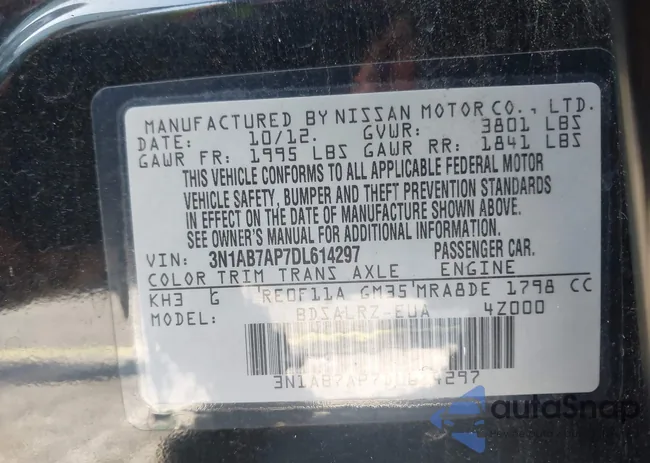 MANUFACTURED BY NISSAN MOTOR CO., LTD.
DATE: 10/12. GVWR: 3801 LBS
GAWR FR: 1995 LBS GAWR RR: 1841 LBS
THIS VEHICLE CONFORMS TO ALL APPLICABLE FEDERAL MOTOR
VEHICLE SAFETY, BUMPER AND THEFT PREVENTION STANDARDS
IN EFFECT ON THE DATE OF MANUFACTURE SHOWN ABOVE.
SEE OWNER'S MANUAL FOR ADDITIONAL INFORMATION.
VIN: 3N1AB7AP7DL614297 PASSENGER CAR.
COLOR TRIM TRANS AXLE ENGINE
KH3 G RE0F11A GM35 MRA8DE 1798 CC
MODEL: BDSALRZ-EUA 4Z000
3N1AB7AP7DL614297
autoSnap